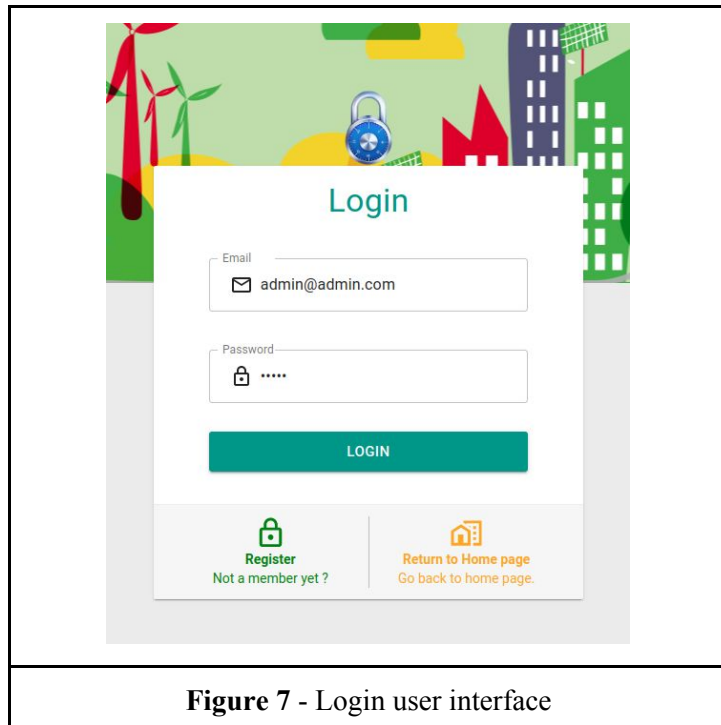 Login
Email
admin@admin.com
Password
•••••
LOGIN
Register
Not a member yet ?
Return to Home page
Go back to home page.
Figure 7 - Login user interface